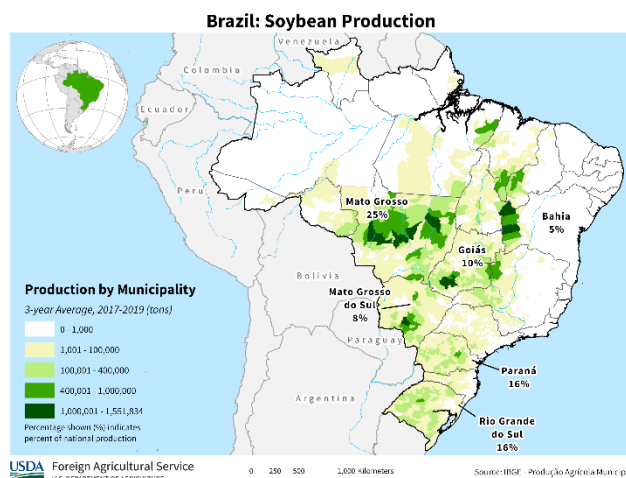 Brazil: Soybean Production
Venezuela
Colombia
Ecuador
Peru
Mato Grosso
25%
Bahia
5%
Goiás
10%
Bolivia
Production by Municipality
3-year Average, 2017-2019 (tons)
0 - 1,000
1,001 - 100,000
100,001 - 400,000
400,001 - 1,000,000
1,000,001 - 1,551,834
Percentage shown (%) indicates
percent of national production
Mato Grosso
do Sul
8%
Paraguay
Paraná
16%
Argentina
Rio Grande
do Sul
16%
USDA Foreign Agricultural Service
U.S. DEPARTMENT OF AGRICULTURE
0 250 500 1,000 Kilometers
Source: IBGE - Produção Agrícola Municip